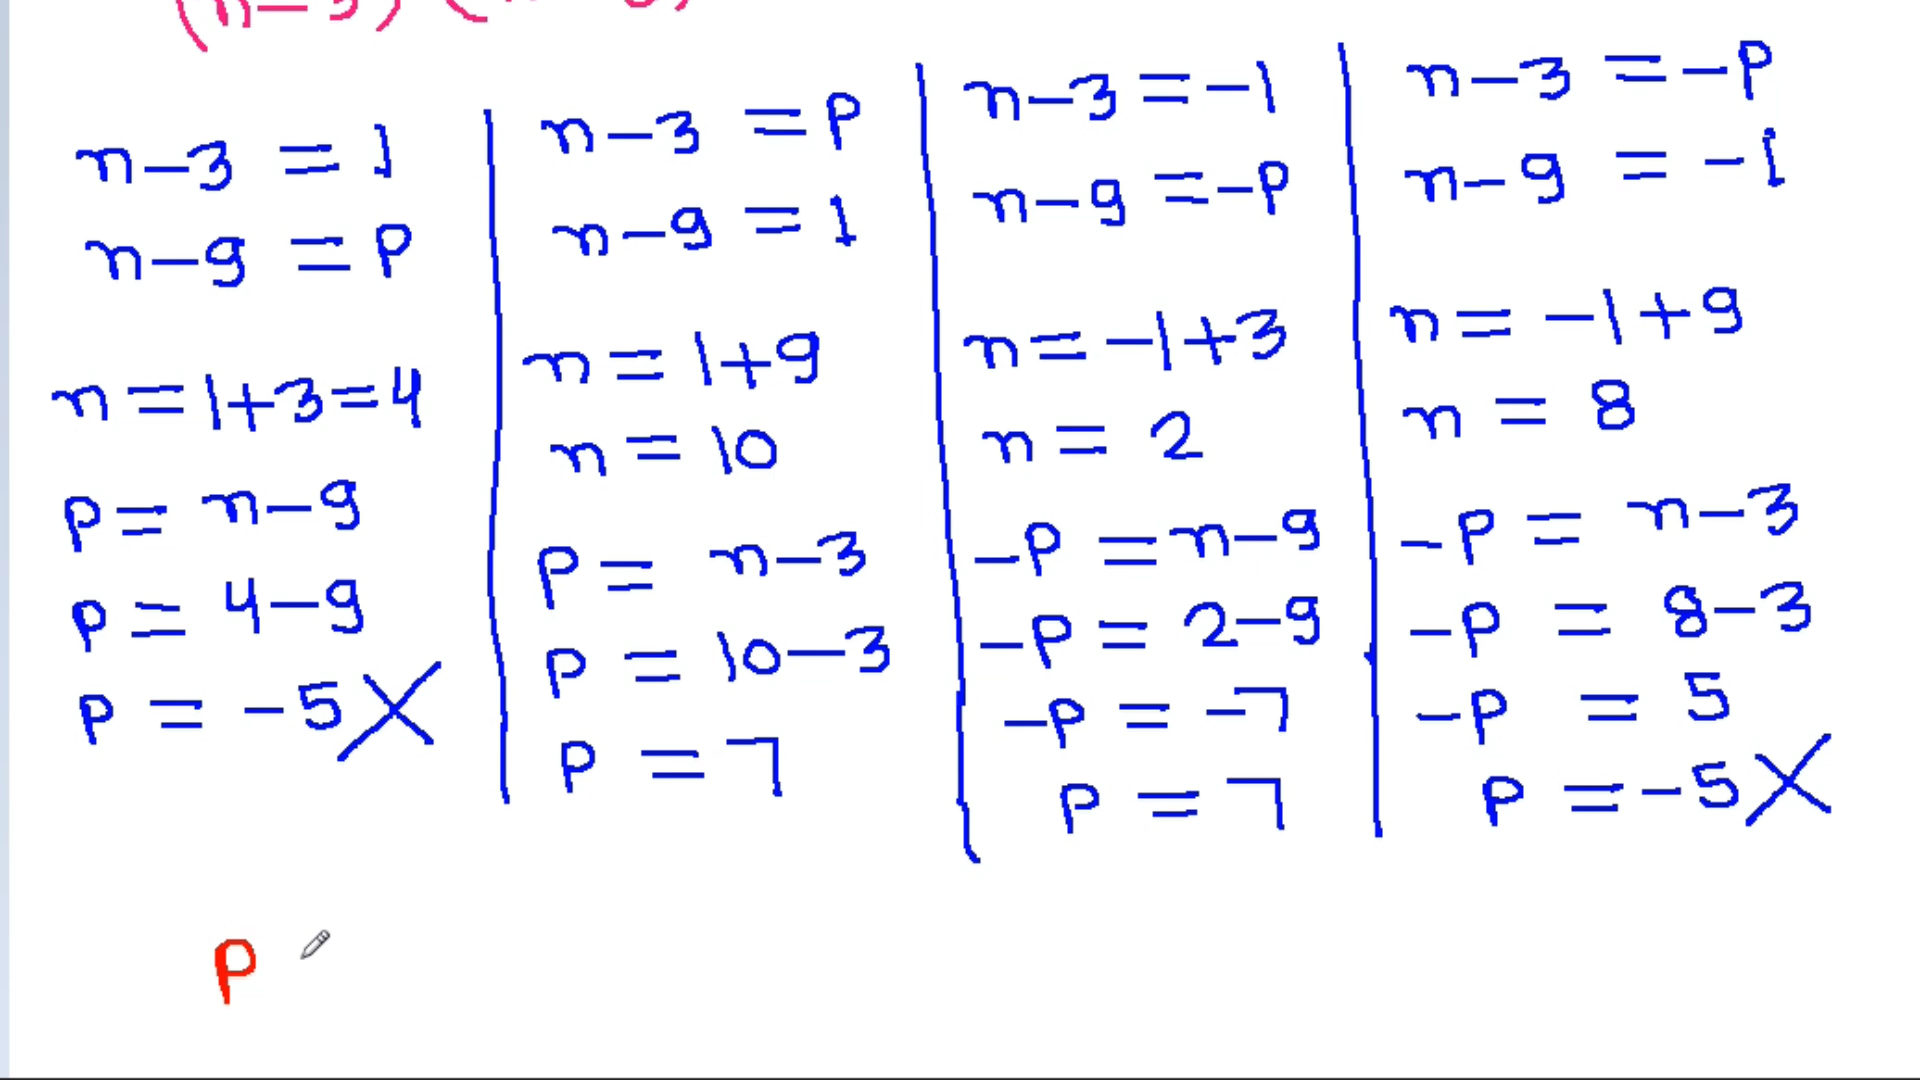 n-3 = 1
n-9 = P
n = 1+3 = 4
P = n-9
P = 4-9
P = -5 X
n-3 = P
n-9 = 1
n = 1+9
n = 10
P = n-3
P = 10-3
P = 7
n-3 = -1
n-9 = -P
n = -1+3
n = 2
-P = n-9
-P = 2-9
-P = -7
P = 7
n-3 = -P
n-9 = -1
n = -1+9
n = 8
-P = n-3
-P = 8-3
-P = 5
P = -5 X
P